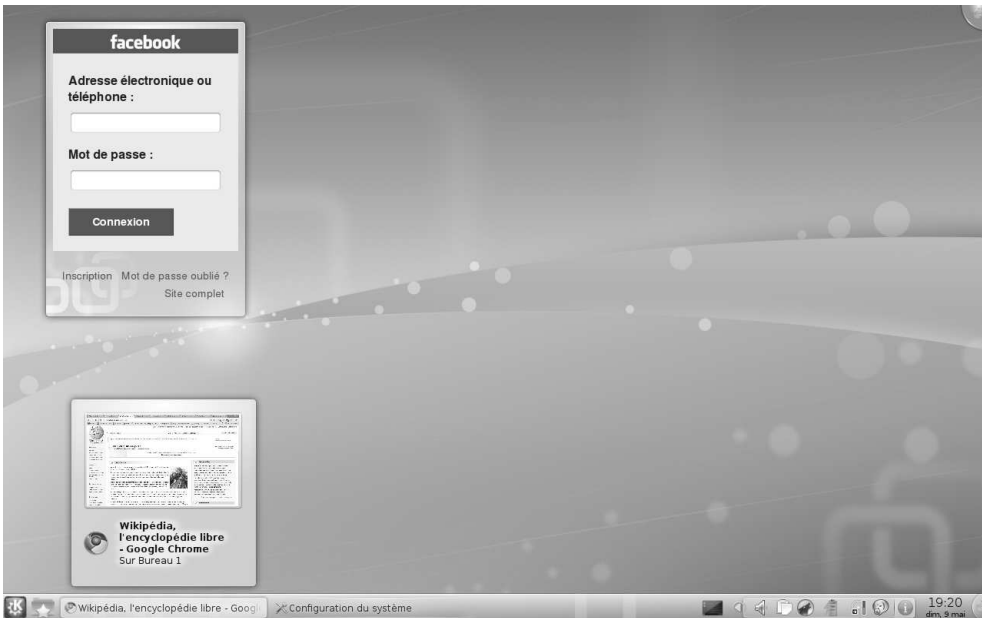 facebook
Adresse électronique ou
téléphone :
Mot de passe :
Connexion
Inscription Mot de passe oublié ?
Site complet
Wikipédia,
l'encyclopédie libre
- Google Chrome
Sur Bureau 1
Wikipédia, l'encyclopédie libre - Goog
Configuration du système
19:20
dim, 9 mai